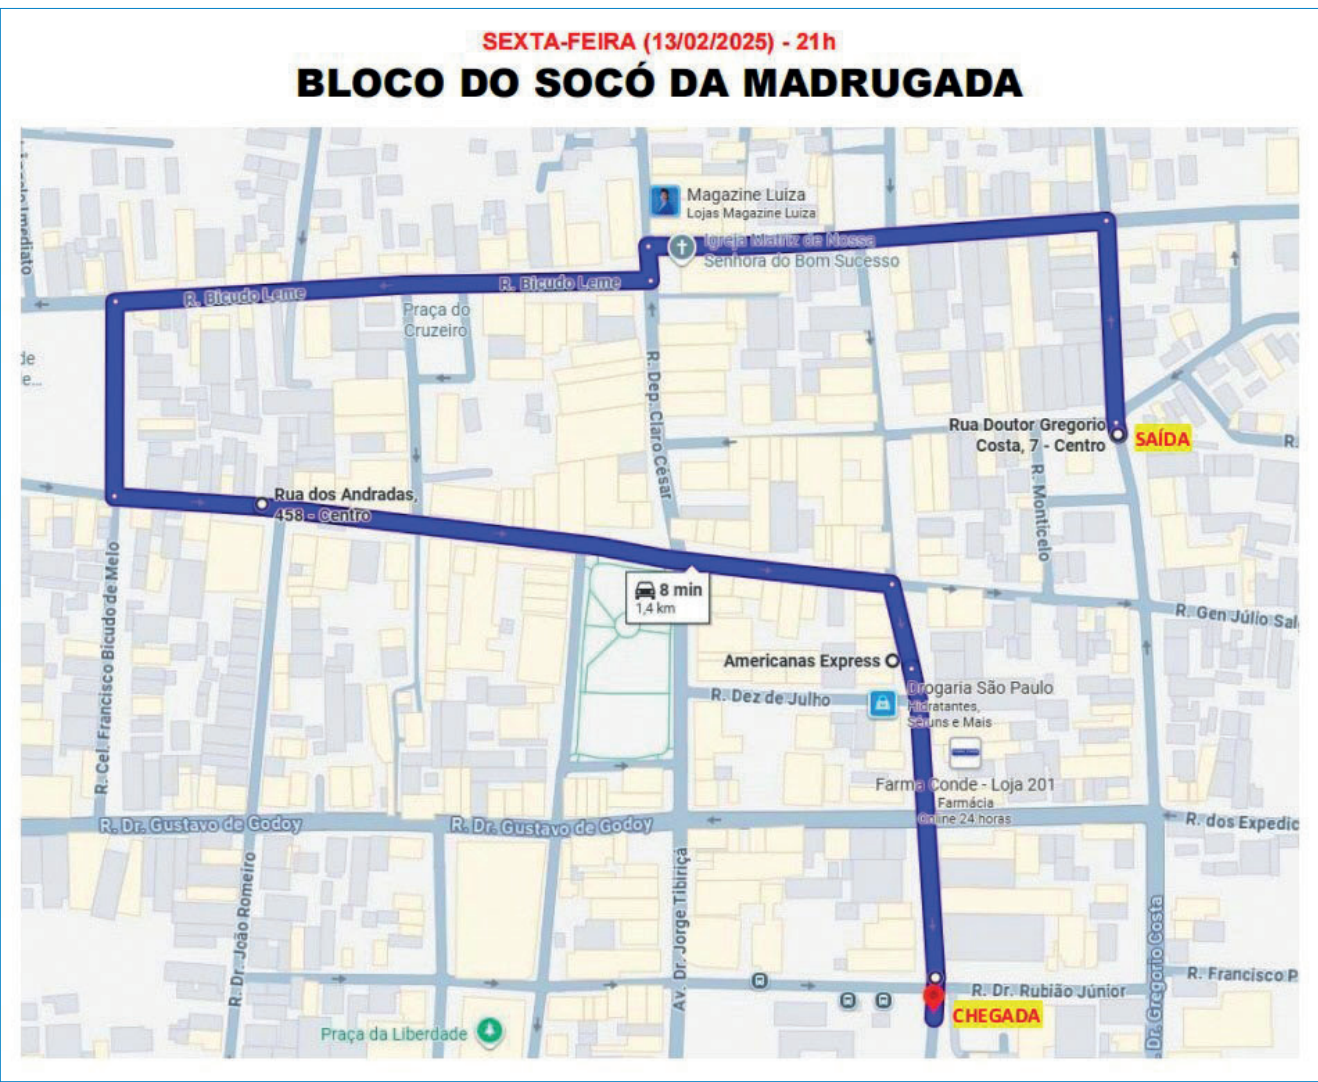 SEXTA-FEIRA (13/02/2025) - 21h
BLOCO DO SOCÓ DA MADRUGADA
Magazine Luiza
Lojas Magazine Luiza
Igreja Matriz de Nossa
Senhora do Bom Sucesso
R. Bicudo Leme
R. Bicudo Leme
Praça do
Cruzeiro
de
e...
R. Dep. Claro César
Rua Doutor Gregorio
Costa, 7 - Centro
SAÍDA
R.
R. Monticelo
Rua dos Andradas,
458 - Centro
8 min
1,4 km
R. Gen Júlio Sal
R. Cel. Francisco Bicudo de Melo
Americanas Express
R. Dez de Julho
Drogaria São Paulo
Hidratantes,
Séruns e Mais
Farma Conde - Loja 201
Farmácia
Online 24 horas
R. Dr. Gustavo de Godoy
R. Dr. Gustavo de Godoy
R. dos Expedic
R. Dr. João Romeiro
Av. Dr. Jorge Tibiriçá
R. Dr. Gregorio Costa
R. Francisco P
R. Dr. Rubião Júnior
CHEGADA
Praça da Liberdade